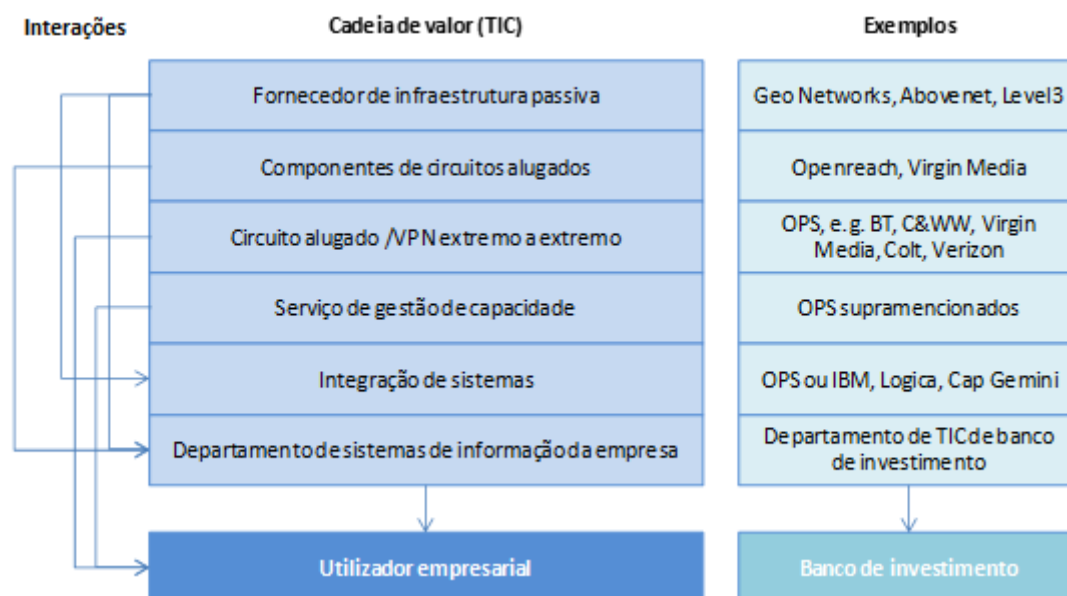 Interações
Cadeia de valor (TIC)
Exemplos
Fornecedor de infraestrutura passiva
Geo Networks, Abovenet, Level3
Componentes de circuitos alugados
Openreach, Virgin Media
Circuito alugado /VPN extremo a extremo
OPS, e.g. BT, C&WW, Virgin
Media, Colt, Verizon
Serviço de gestão de capacidade
OPS supramencionados
Integração de sistemas
OPS ou IBM, Logica, Cap Gemini
Departamento de sistemas de informação da empresa
Departamento de TIC de banco
de investimento
Utilizador empresarial
Banco de investimento